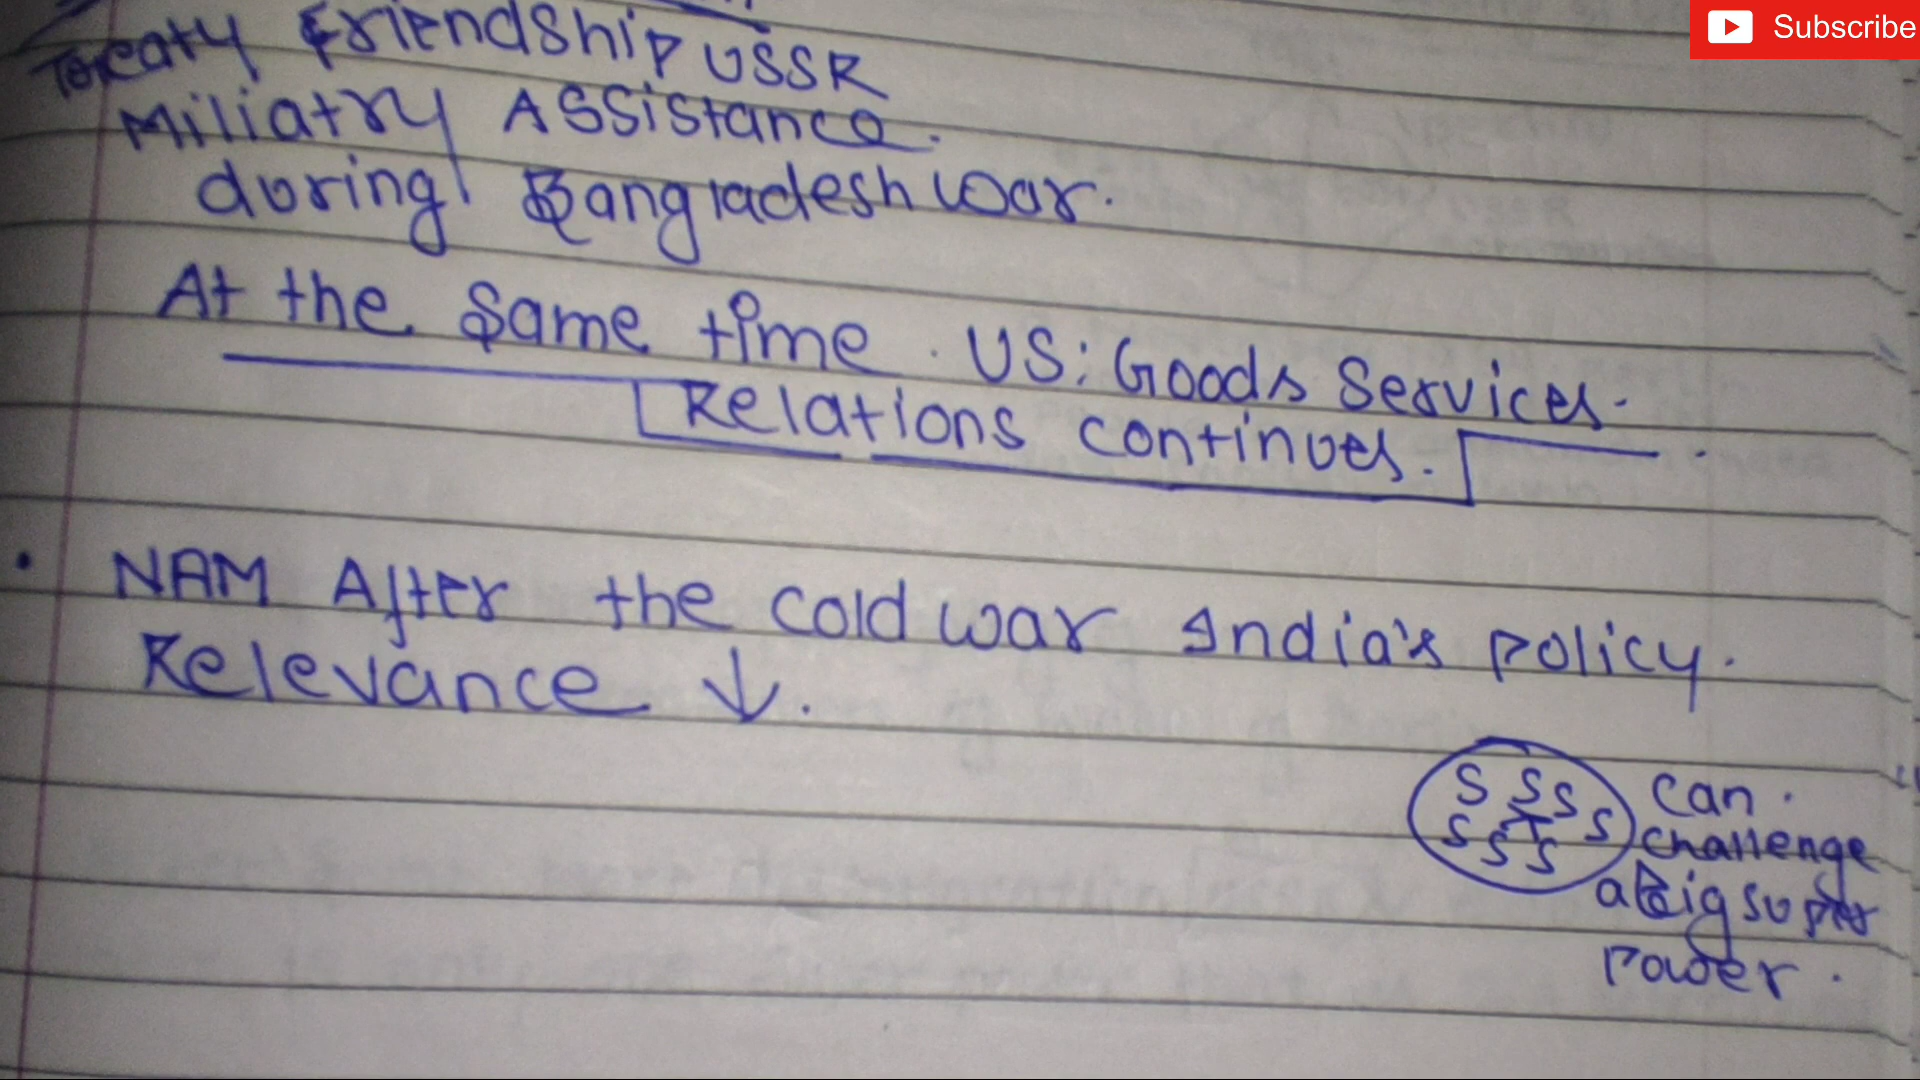 Subscribe
Treaty Friendship USSR
Miliatry Assistance.
during Bangladesh war.
At the same time. US: Goods Services.
Relations continues.
• NAM After the cold war India's policy.
Relevance ↓.
S S S S can.
S S S challenge
a Big super
power.